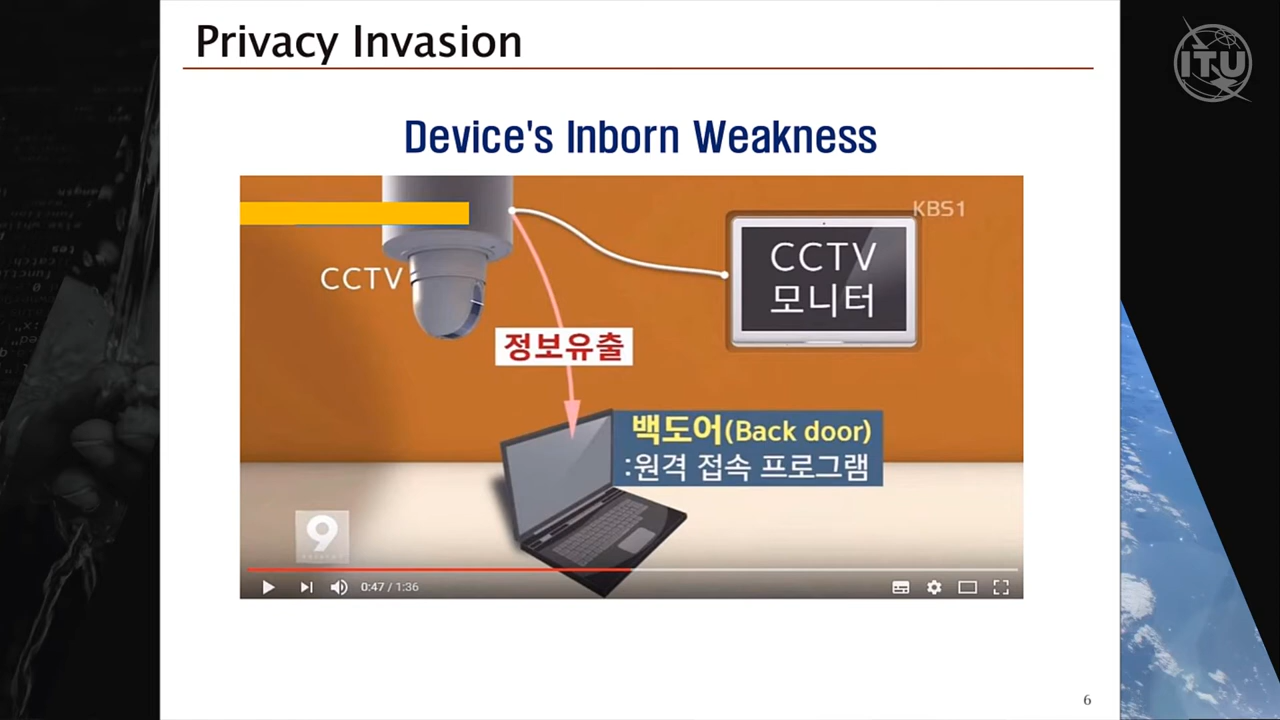 Privacy Invasion
ITU
Device's Inborn Weakness
KBS1
CCTV
모니터
CCTV
정보유출
백도어(Back door)
:원격 접속 프로그램
9
0:47 / 1:36
6